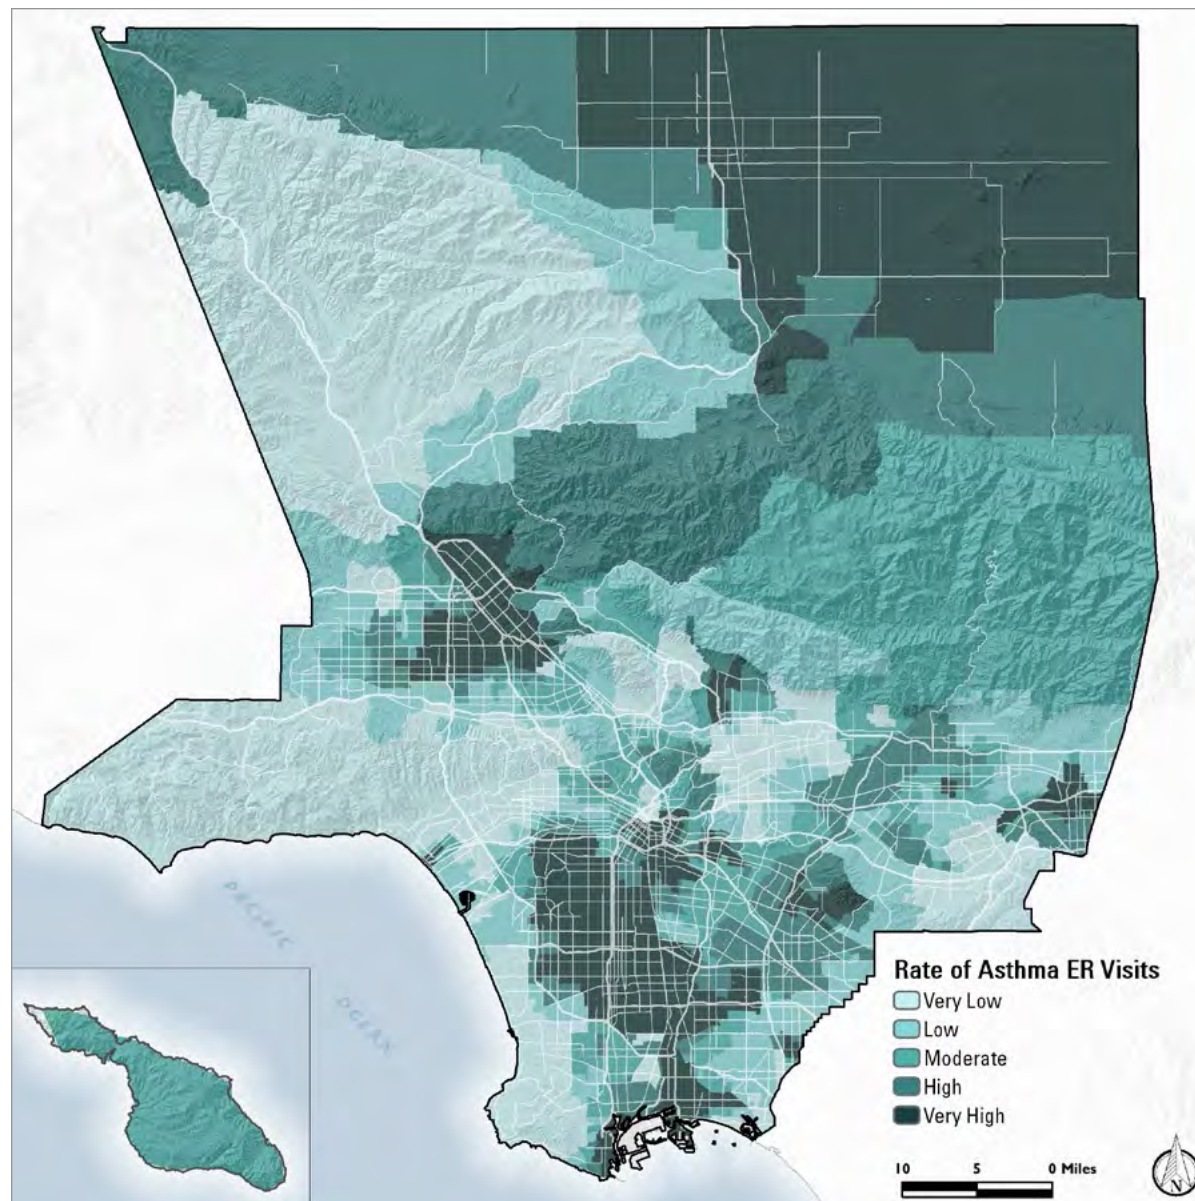 PACIFIC
OCEAN
Rate of Asthma ER Visits
Very Low
Low
Moderate
High
Very High
10 5 0 Miles
N